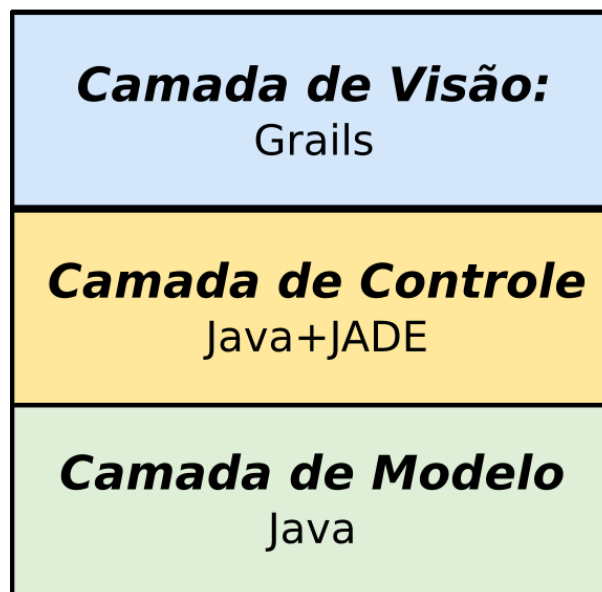 Camada de Visão:
Grails
Camada de Controle
Java+JADE
Camada de Modelo
Java